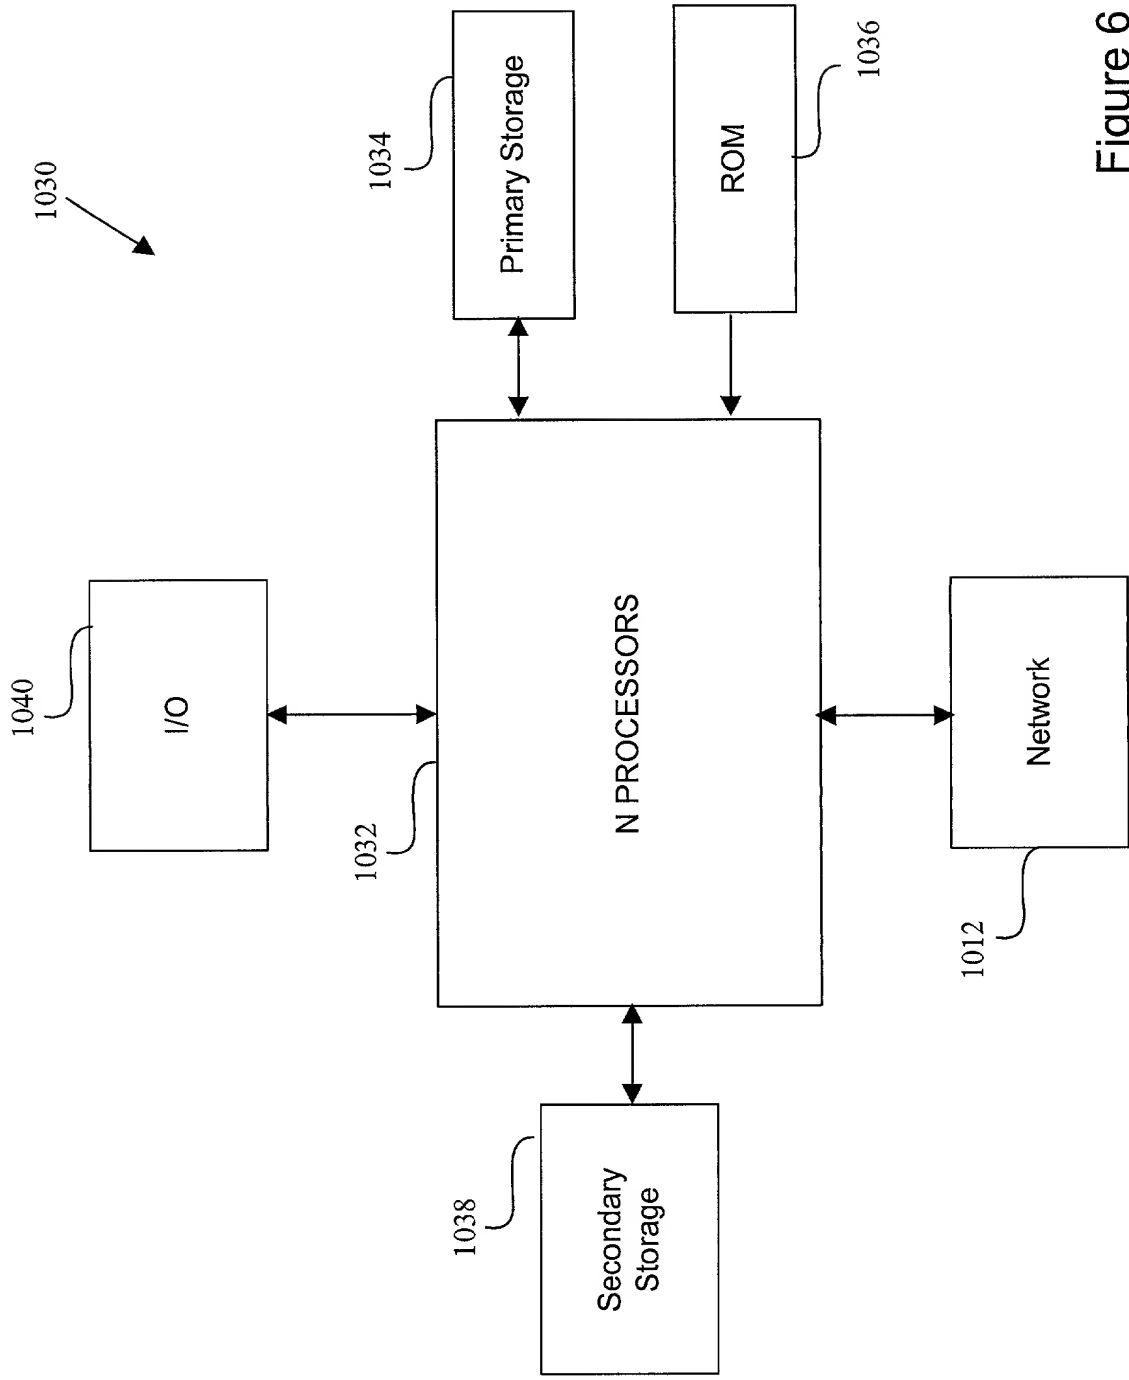 1030
1040
I/O
1034
Primary Storage
1032
N PROCESSORS
ROM
1036
1038
Secondary
Storage
1012
Network
Figure 6